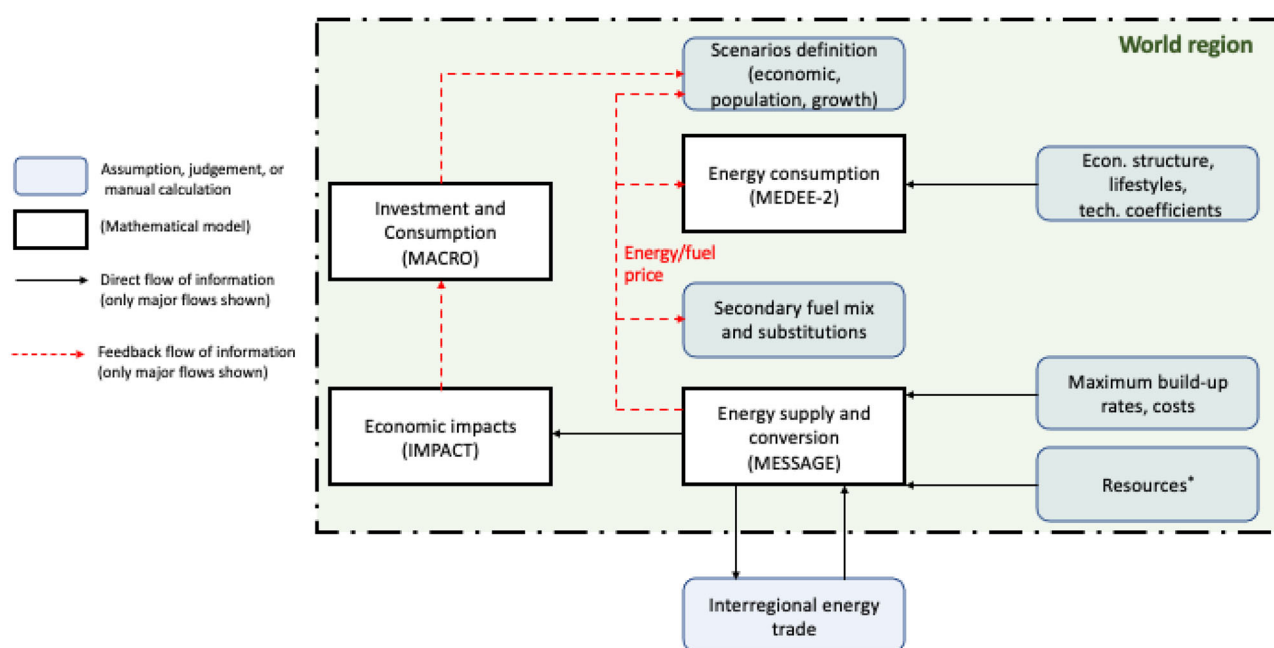 World region
Scenarios definition
(economic,
population, growth)
Assumption, judgement, or
manual calculation
(Mathematical model)
Direct flow of information
(only major flows shown)
Feedback flow of information
(only major flows shown)
Investment and
Consumption
(MACRO)
Energy consumption
(MEDEE-2)
Econ. structure,
lifestyles,
tech. coefficients
Energy/fuel
price
Secondary fuel mix
and substitutions
Economic impacts
(IMPACT)
Energy supply and
conversion
(MESSAGE)
Maximum build-up
rates, costs
Resources*
Interregional energy
trade